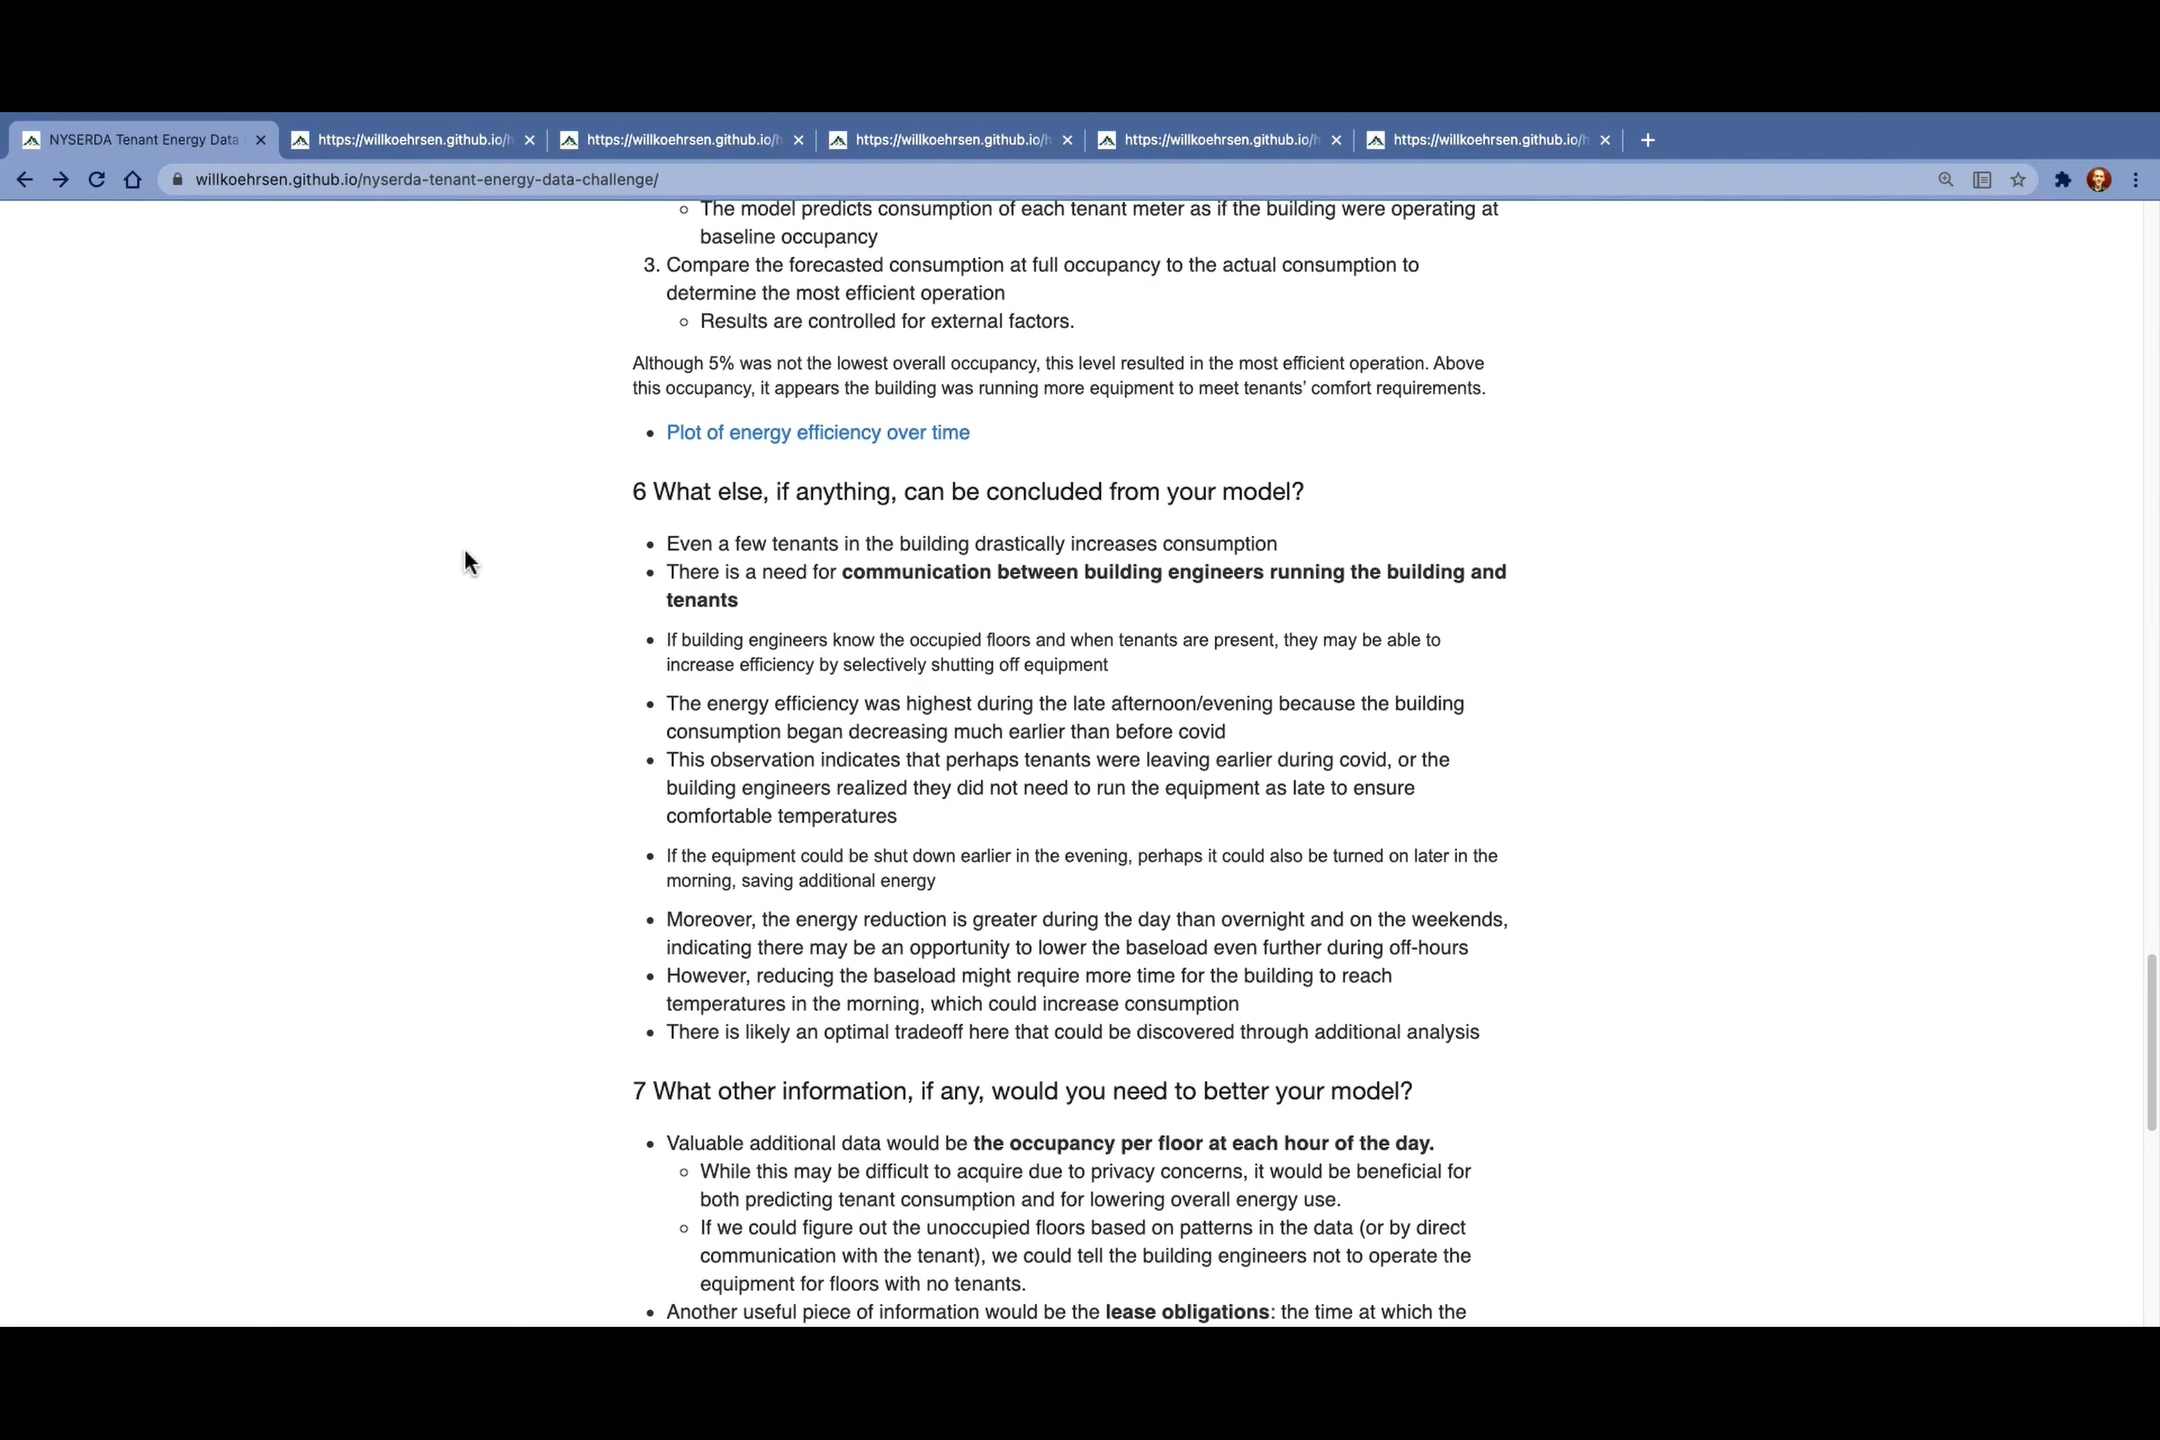 NYSERDA Tenant Energy Data
https://willkoehrsen.github.io/h
https://willkoehrsen.github.io/h
https://willkoehrsen.github.io/h
https://willkoehrsen.github.io/h
https://willkoehrsen.github.io/h
willkoehrsen.github.io/nyserda-tenant-energy-data-challenge/
The model predicts consumption of each tenant meter as if the building were operating at
baseline occupancy
3. Compare the forecasted consumption at full occupancy to the actual consumption to
determine the most efficient operation
Results are controlled for external factors.
Although 5% was not the lowest overall occupancy, this level resulted in the most efficient operation. Above
this occupancy, it appears the building was running more equipment to meet tenants’ comfort requirements.
Plot of energy efficiency over time
6 What else, if anything, can be concluded from your model?
Even a few tenants in the building drastically increases consumption
There is a need for communication between building engineers running the building and
tenants
If building engineers know the occupied floors and when tenants are present, they may be able to
increase efficiency by selectively shutting off equipment
The energy efficiency was highest during the late afternoon/evening because the building
consumption began decreasing much earlier than before covid
This observation indicates that perhaps tenants were leaving earlier during covid, or the
building engineers realized they did not need to run the equipment as late to ensure
comfortable temperatures
If the equipment could be shut down earlier in the evening, perhaps it could also be turned on later in the
morning, saving additional energy
Moreover, the energy reduction is greater during the day than overnight and on the weekends,
indicating there may be an opportunity to lower the baseload even further during off-hours
However, reducing the baseload might require more time for the building to reach
temperatures in the morning, which could increase consumption
There is likely an optimal tradeoff here that could be discovered through additional analysis
7 What other information, if any, would you need to better your model?
Valuable additional data would be the occupancy per floor at each hour of the day.
While this may be difficult to acquire due to privacy concerns, it would be beneficial for
both predicting tenant consumption and for lowering overall energy use.
If we could figure out the unoccupied floors based on patterns in the data (or by direct
communication with the tenant), we could tell the building engineers not to operate the
equipment for floors with no tenants.
Another useful piece of information would be the lease obligations: the time at which the